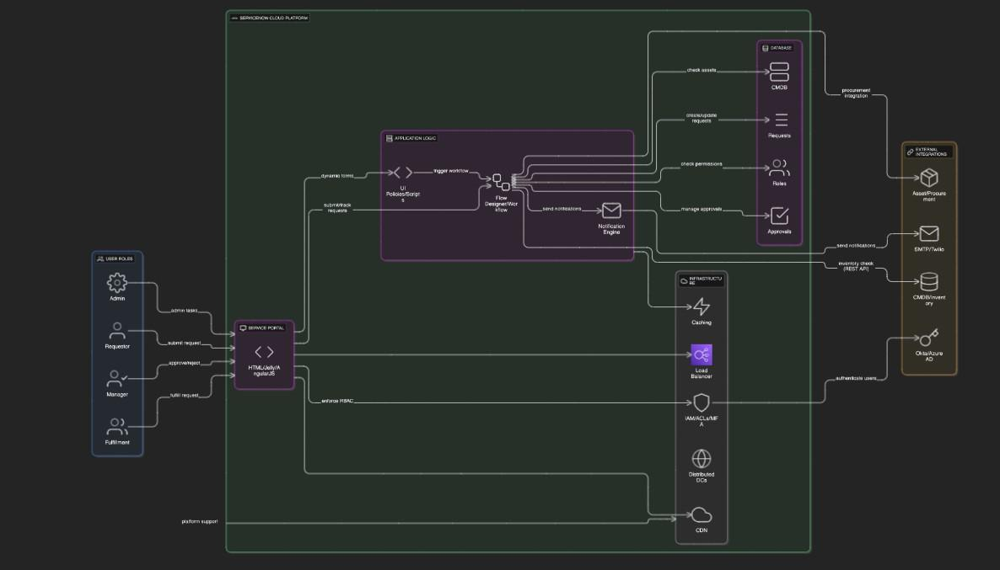 SERVICENOW CLOUD PLATFORM
DATABASE
check assets
CMDB
procurement
integration
create/update
requests
Requests
APPLICATION LOGIC
EXTERNAL
INTEGRATIONS
check permissions
Roles
dynamic forms
trigger workflow
UI
Policies/Script
s
Flow
Designer/Wor
kflow
Asset/Procure
ment
submit/track
requests
send notifications
manage approvals
Notification
Engine
Approvals
send notifications
SMTP/Twilio
USER ROLES
inventory check
(REST API)
INFRASTRUCTU
RE
Admin
CMDB/Invent
ory
admin tasks
Caching
SERVICE PORTAL
Requestor
submit request
HTML/Jelly/A
ngular/JS
Okta/Azure
AD
approve/reject
Load
Balancer
authenticate users
Manager
fulfill request
enforce RBAC
IAM/ACLs/MF
A
Fulfillment
Distributed
DCs
platform support
CDN